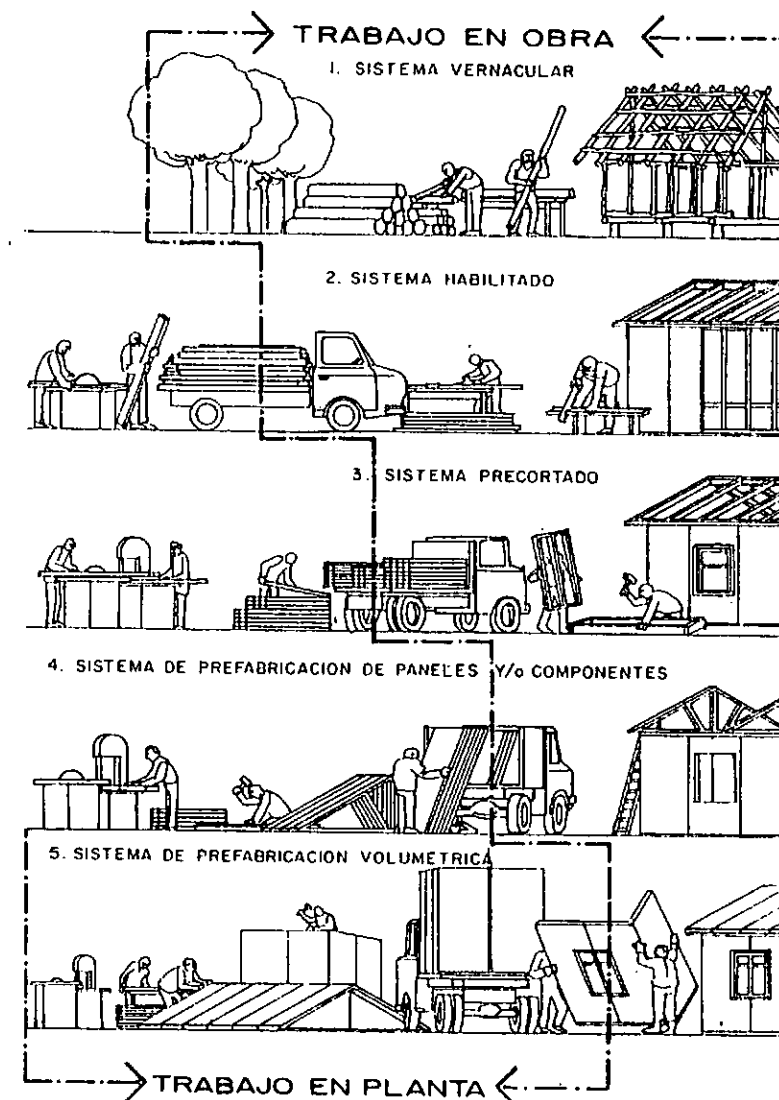 TRABAJO EN OBRA
1. SISTEMA VERNACULAR
2. SISTEMA HABILITADO
3. SISTEMA PRECORTADO
4. SISTEMA DE PREFABRICACION DE PANELES Y/o COMPONENTES
5. SISTEMA DE PREFABRICACION VOLUMETRICA
TRABAJO EN PLANTA